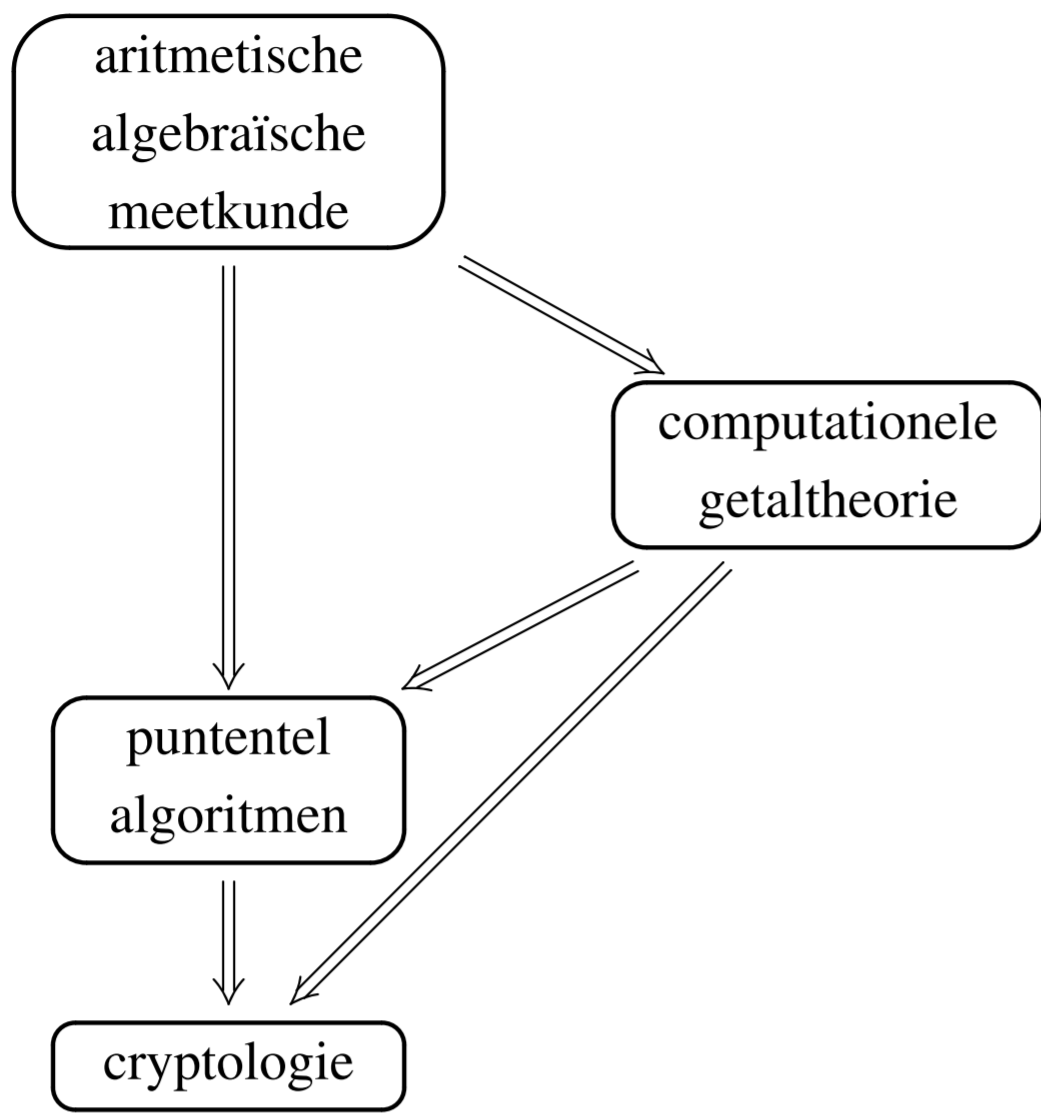 aritmetische
algebraïsche
meetkunde
computationele
getaltheorie
puntentel
algoritmen
cryptologie